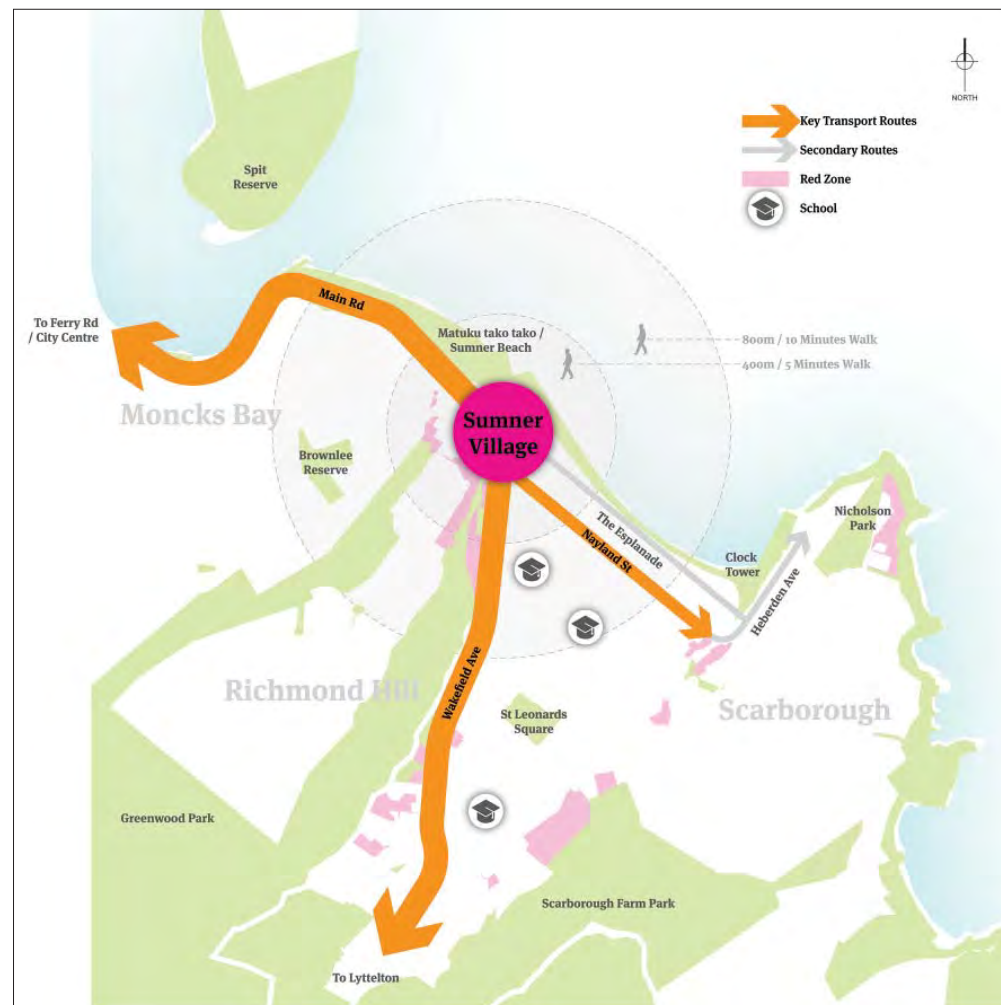 NORTH
Key Transport Routes
Secondary Routes
Red Zone
School
Spit
Reserve
Main Rd
To Ferry Rd
/ City Centre
Matuku tako tako /
Sumner Beach
800m / 10 Minutes Walk
400m / 5 Minutes Walk
Moncks Bay
Sumner
Village
Brownlee
Reserve
The Esplanade
Nayland St
Clock
Tower
Nicholson
Park
Heberden Ave
Richmond Hill
Wakefield Ave
Scarborough
St Leonards
Square
Greenwood Park
Scarborough Farm Park
To Lyttelton